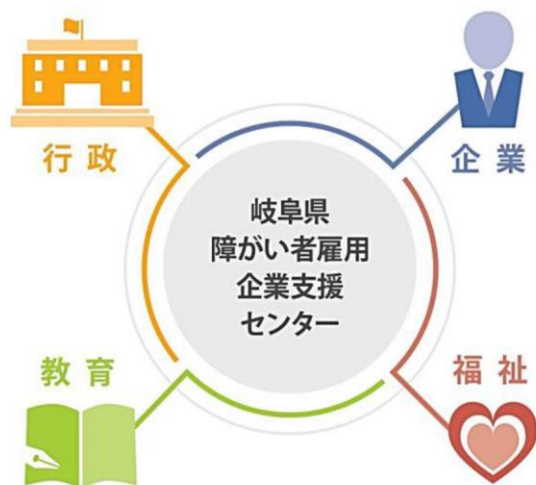 行政
企業
岐阜県
障がい者雇用
企業支援
センター
教育
福祉